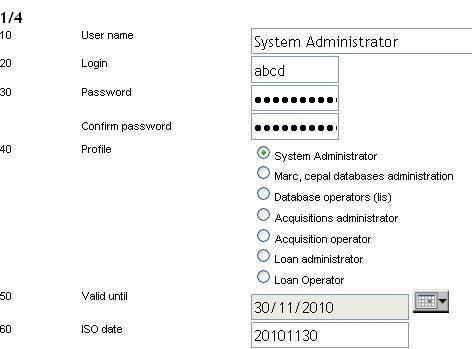 1/4
10 User name System Administrator
20 Login abcd
30 Password ●●●●●●●●●●
Confirm password ●●●●●●●●●●
40 Profile System Administrator
Marc, cepal databases administration
Database operators (lis)
Acquisitions administrator
Acquisition operator
Loan administrator
Loan Operator
50 Valid until 30/11/2010
60 ISO date 20101130